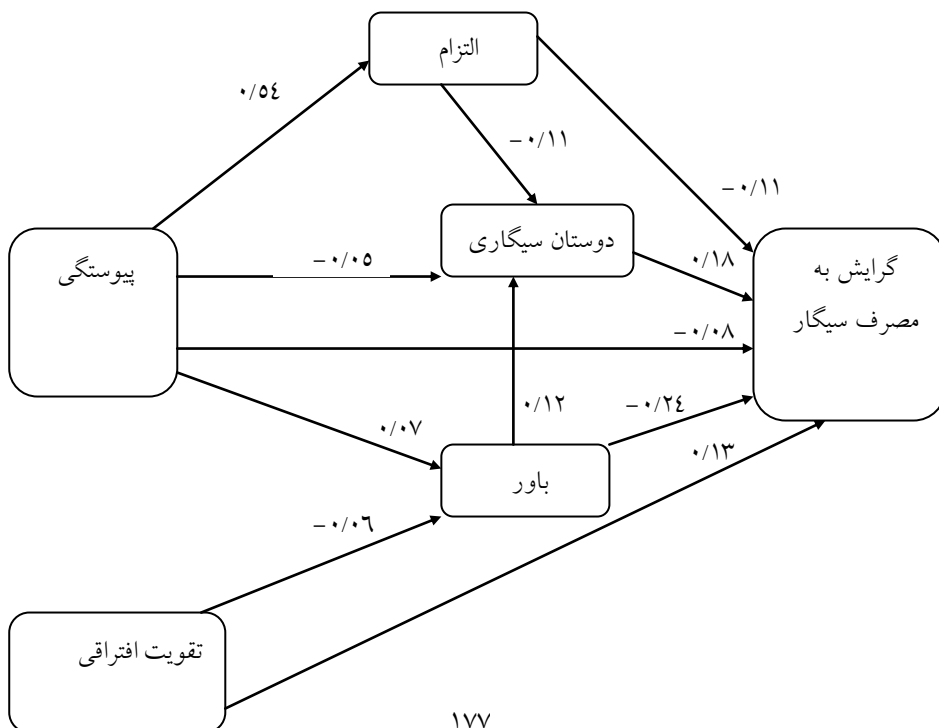 التزام
۰/٥٤
−۰/۱۱
−۰/۱۱
دوستان سیگاری
پیوستگی
−۰/۰٥
۰/۱۸
گرایش به
مصرف سیگار
−۰/۰۸
۰/۱۲
−۰/۲٤
۰/۰۷
۰/۱۳
باور
−۰/۰٦
تقویت افتراقی
۱۷۷